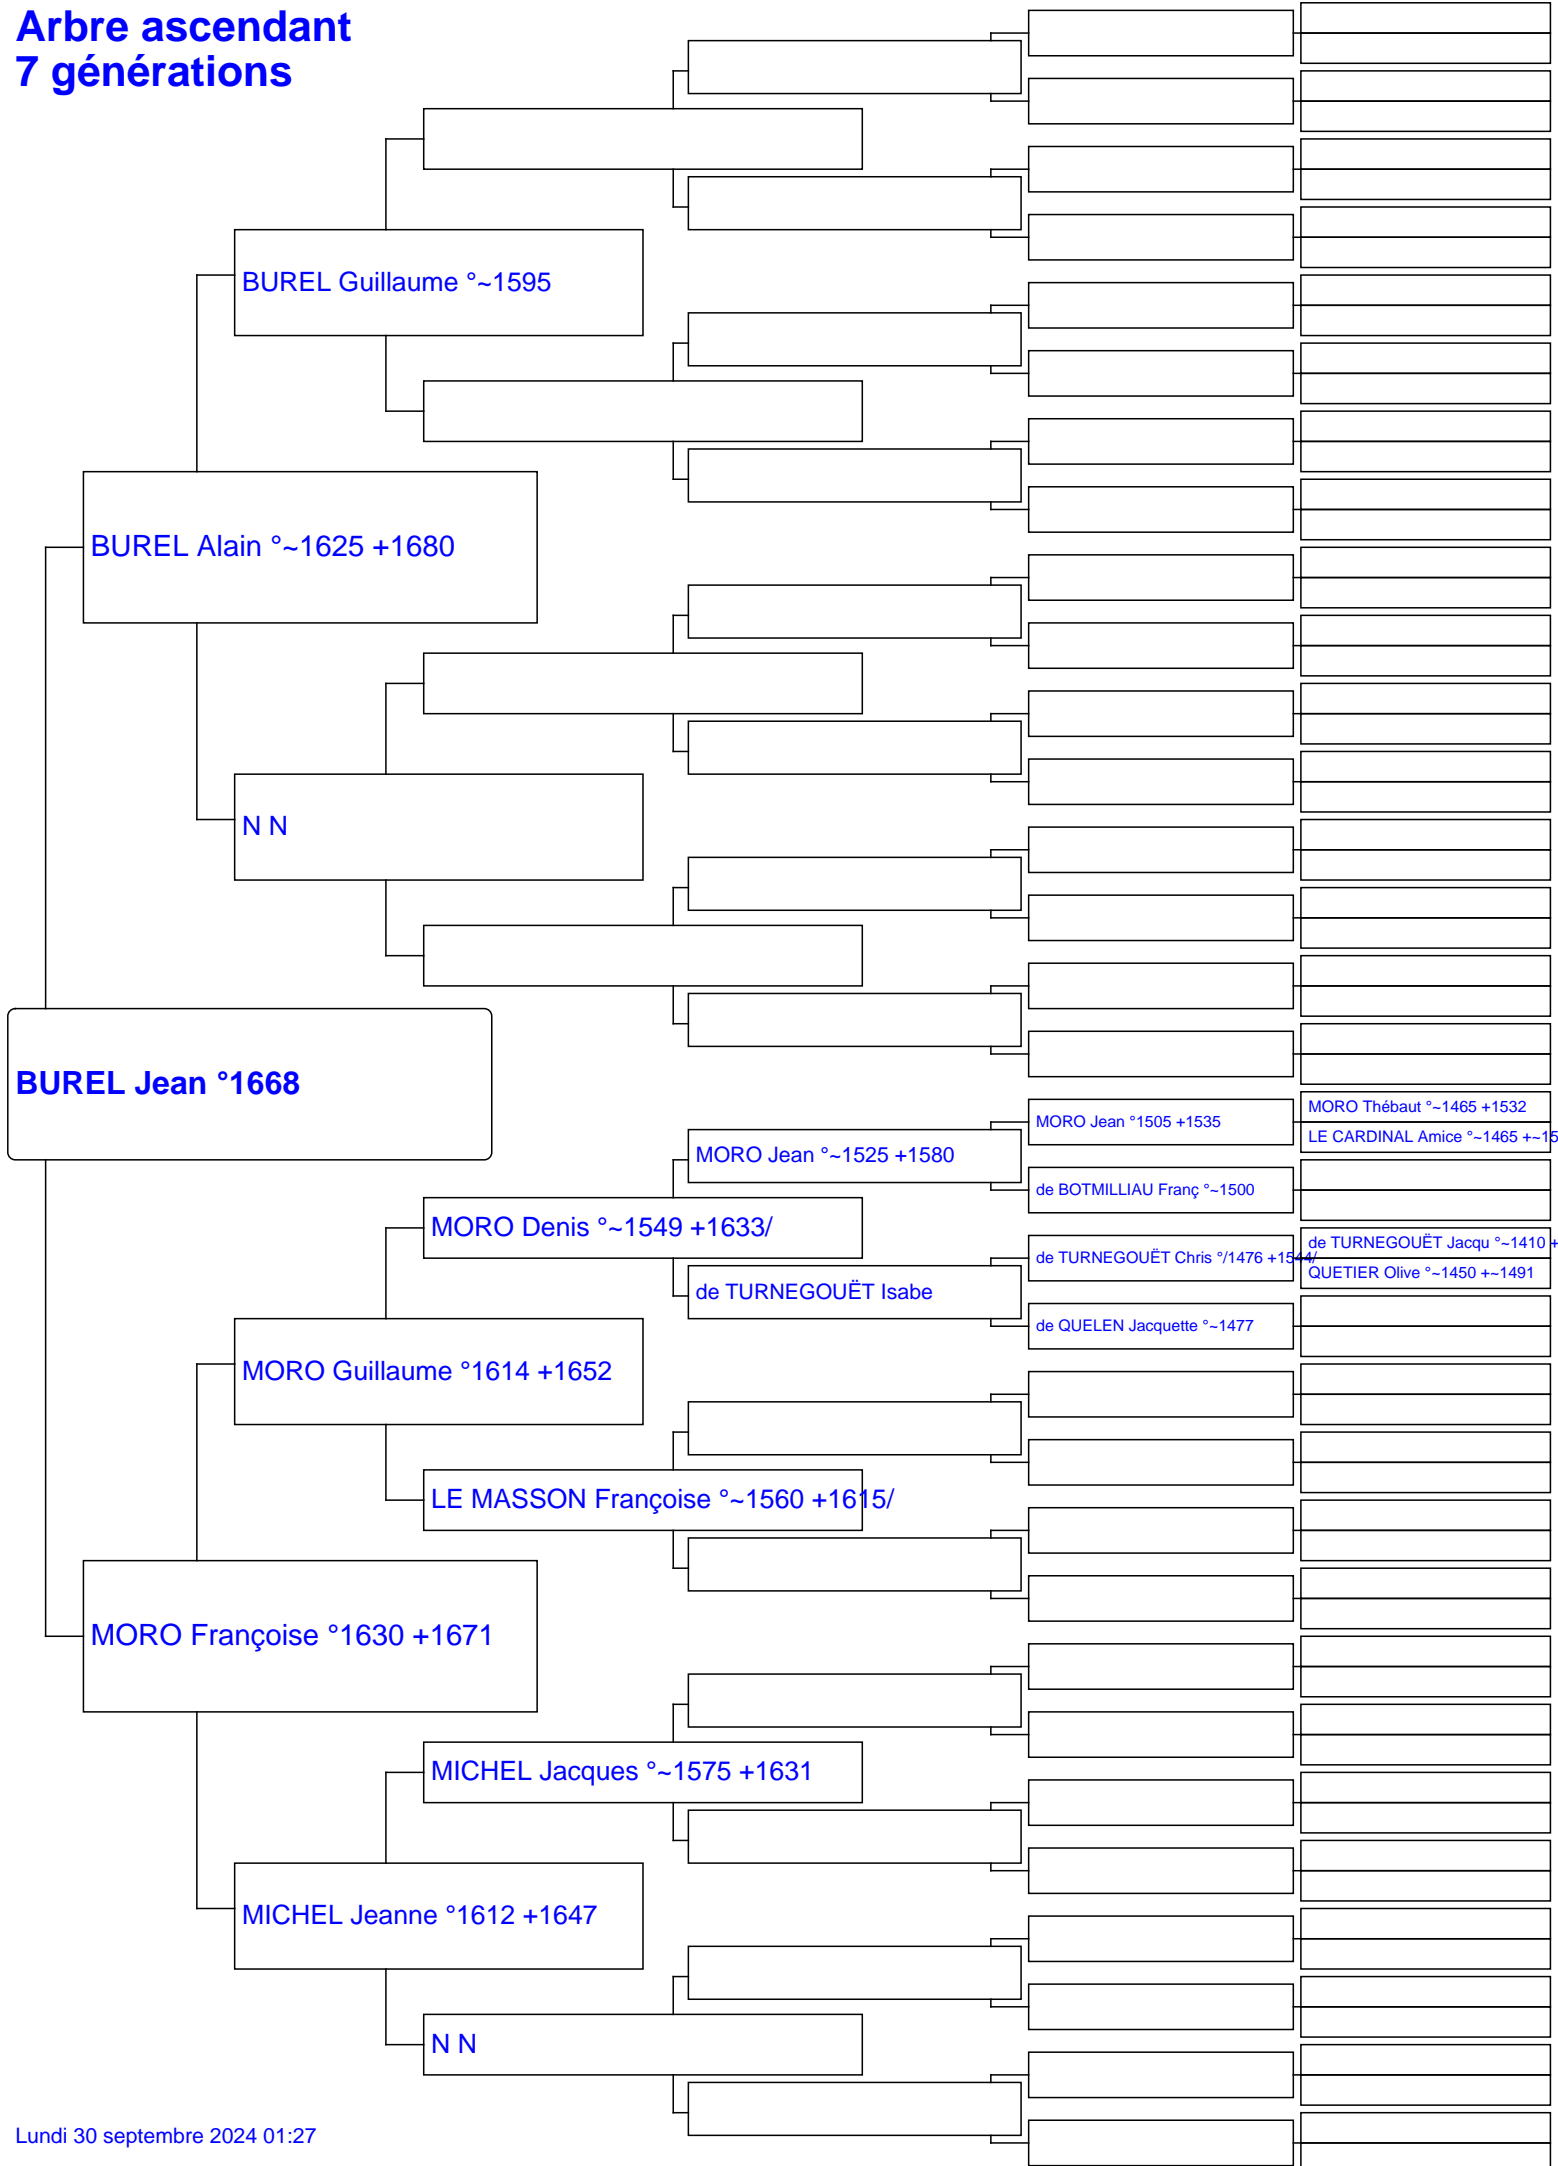 Arbre ascendant
7 générations
BUREL Guillaume °~1595
BUREL Alain °~1625 +1680
N N
BUREL Jean °1668
MORO Thébaut °~1465 +1532
MORO Jean °1505 +1535
LE CARDINAL Amice °~1465 +~15
MORO Jean °~1525 +1580
de BOTMILLIAU Franç °~1500
MORO Denis °~1549 +1633/
de TURNEGOUËT Jacqu °~1410 +
de TURNEGOUËT Chris °/1476 +1544/
QUETIER Olive °~1450 +~1491
de TURNEGOUËT Isabe
de QUELEN Jacquette °~1477
MORO Guillaume °1614 +1652
LE MASSON Françoise °~1560 +1615/
MORO Françoise °1630 +1671
MICHEL Jacques °~1575 +1631
MICHEL Jeanne °1612 +1647
N N
Lundi 30 septembre 2024 01:27